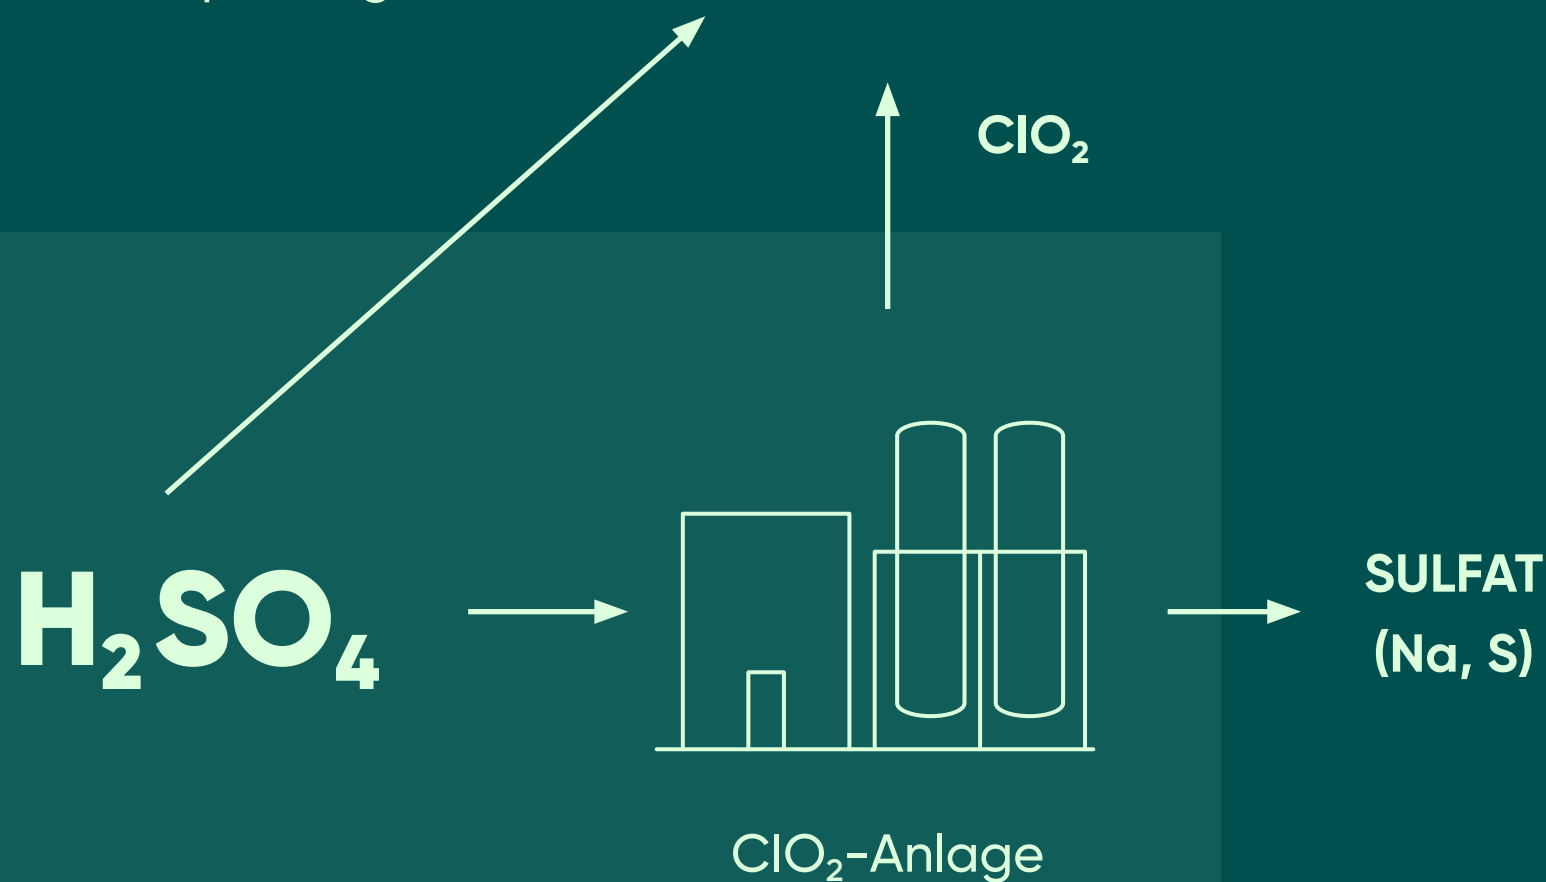 ClO₂
H₂SO₄
SULFAT
(Na, S)
ClO₂-Anlage